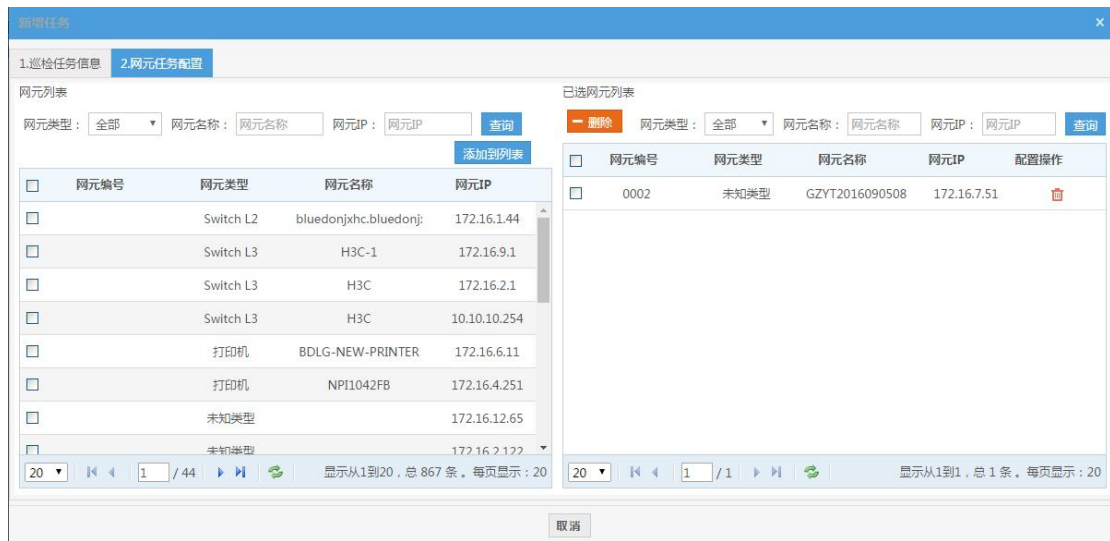 新增任务
×
1.巡检任务信息 2.网元任务配置
网元列表
网元类型： 全部 网元名称： 网元名称 网元IP： 网元IP 查询
添加到列表
网元编号 网元类型 网元名称 网元IP
Switch L2 bluedonjxhc.bluedonj: 172.16.1.44
Switch L3 H3C-1 172.16.9.1
Switch L3 H3C 172.16.2.1
Switch L3 H3C 10.10.10.254
打印机 BDLG-NEW-PRINTER 172.16.6.11
打印机 NPI1042FB 172.16.4.251
未知类型 172.16.12.65
未知类型 172.16.2.122
20 1 / 44 显示从1到20，总 867 条。每页显示：20
已选网元列表
删除 网元类型： 全部 网元名称： 网元名称 网元IP： 网元IP 查询
网元编号 网元类型 网元名称 网元IP 配置操作
0002 未知类型 GZYT2016090508 172.16.7.51
20 1 / 1 显示从1到1，总 1 条。每页显示：20
取消